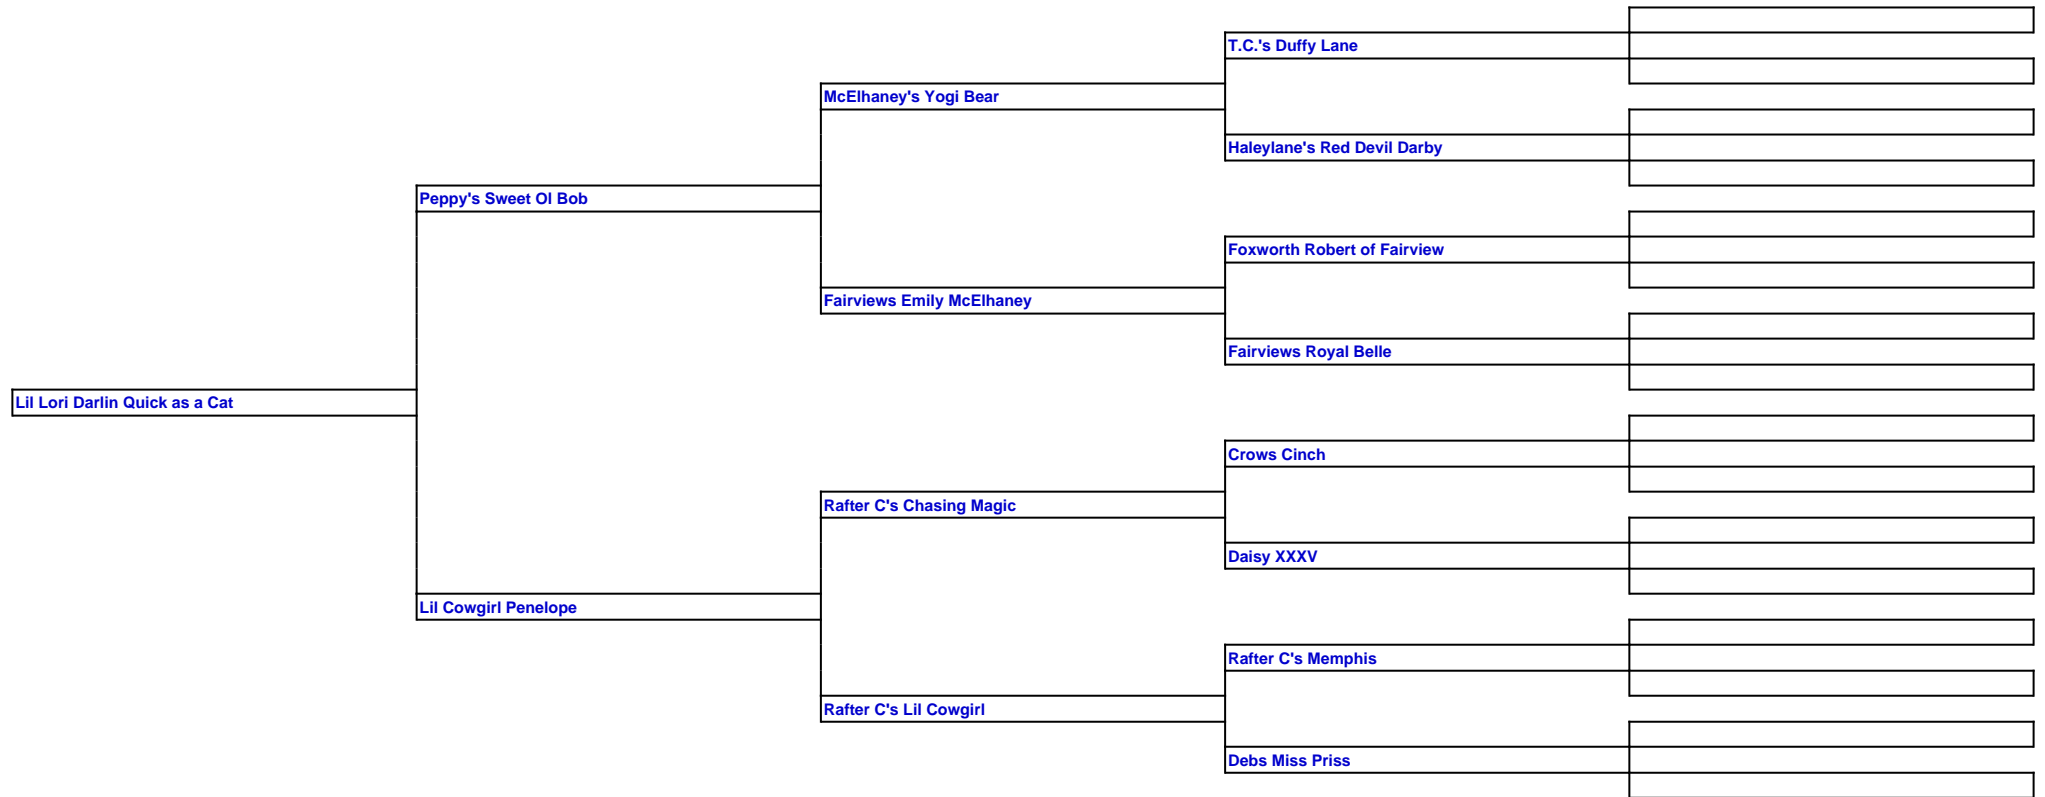 T.C.'s Duffy Lane
McElhaney's Yogi Bear
Haleylane's Red Devil Darby
Peppy's Sweet Ol Bob
Foxworth Robert of Fairview
Fairviews Emily McElhaney
Fairviews Royal Belle
Lil Lori Darlin Quick as a Cat
Crows Cinch
Rafter C's Chasing Magic
Daisy XXXV
Lil Cowgirl Penelope
Rafter C's Memphis
Rafter C's Lil Cowgirl
Debs Miss Priss